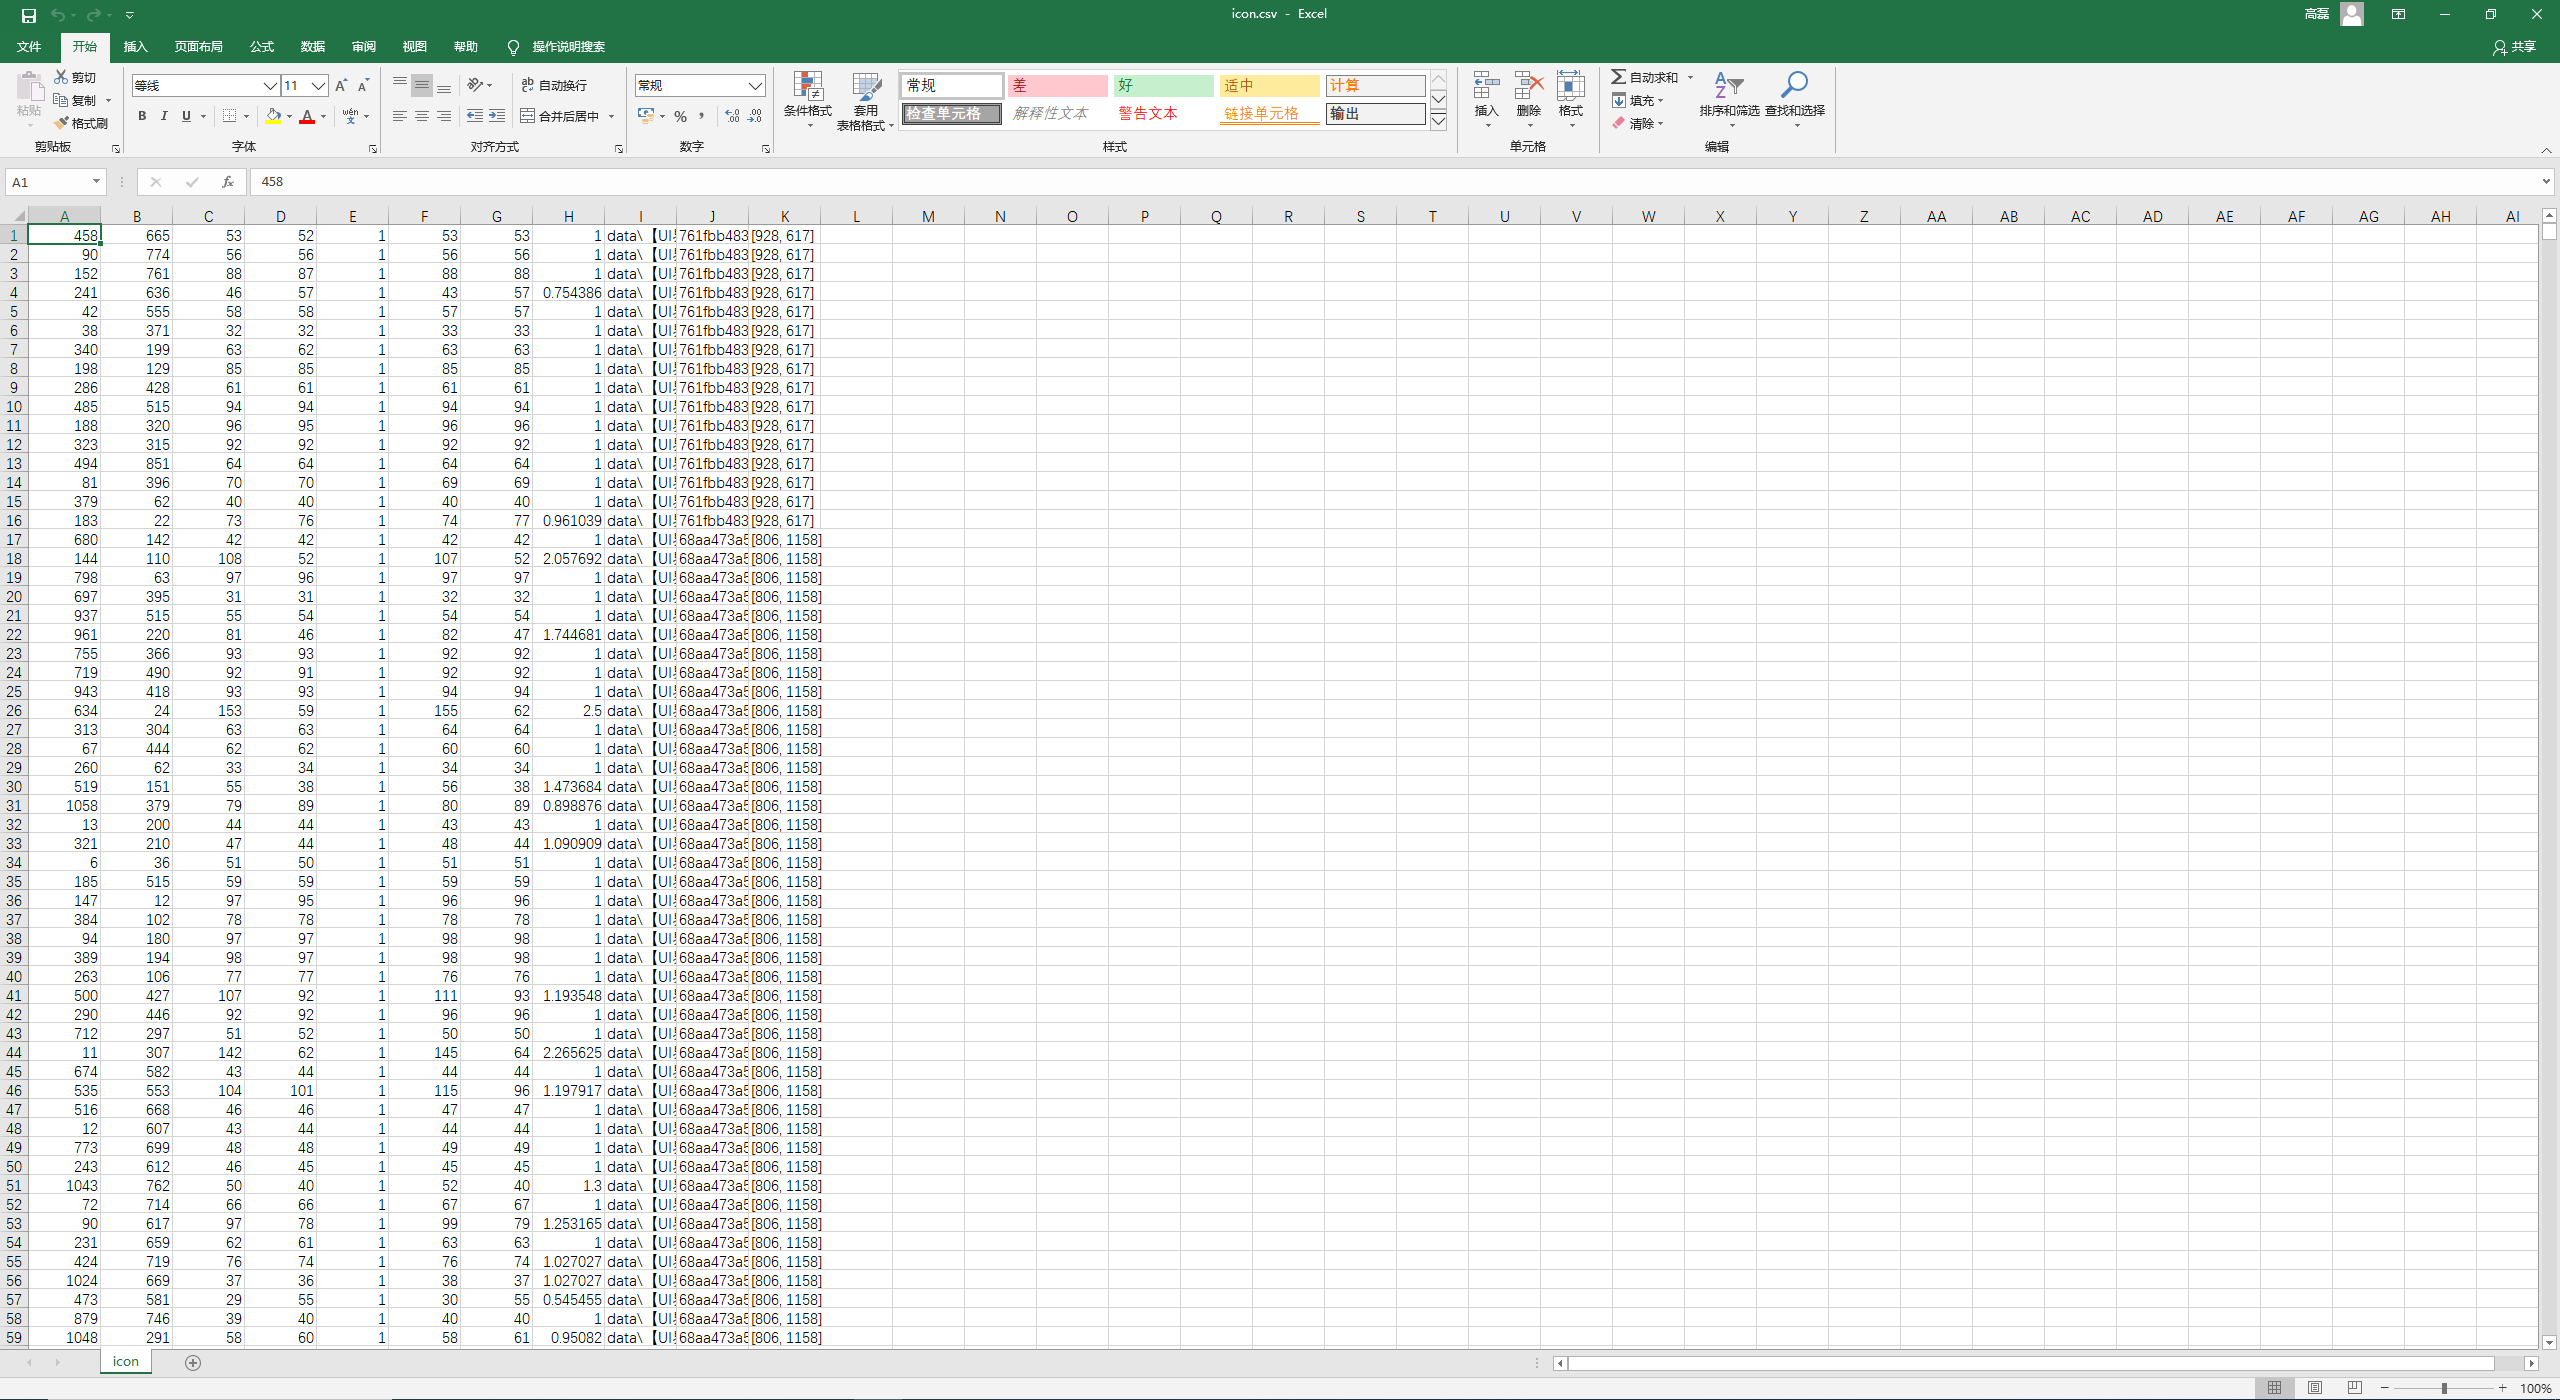 icon.csv - Excel
高磊
文件 开始 插入 页面布局 公式 数据 审阅 视图 帮助 操作说明搜索 共享
粘贴 剪切 复制 格式刷 剪贴板
等线 11 B I U 字体
自动换行 合并后居中 对齐方式
常规 % 数字
条件格式 套用表格格式 常规 差 好 适中 计算
检查单元格 解释性文本 警告文本 链接单元格 输出 样式
插入 删除 格式 单元格
自动求和 填充 清除 排序和筛选 查找和选择 编辑
A1 fx 458
A B C D E F G H I J K L M N O P Q R S T U V W X Y Z AA AB AC AD AE AF AG AH AI
1 458 665 53 52 1 53 53 1 data\【UI 761fbb483 [928, 617]
2 90 774 56 56 1 56 56 1 data\【UI 761fbb483 [928, 617]
3 152 761 88 87 1 88 88 1 data\【UI 761fbb483 [928, 617]
4 241 636 46 57 1 43 57 0.754386 data\【UI 761fbb483 [928, 617]
5 42 555 58 58 1 57 57 1 data\【UI 761fbb483 [928, 617]
6 38 371 32 32 1 33 33 1 data\【UI 761fbb483 [928, 617]
7 340 199 63 62 1 63 63 1 data\【UI 761fbb483 [928, 617]
8 198 129 85 85 1 85 85 1 data\【UI 761fbb483 [928, 617]
9 286 428 61 61 1 61 61 1 data\【UI 761fbb483 [928, 617]
10 485 515 94 94 1 94 94 1 data\【UI 761fbb483 [928, 617]
11 188 320 96 95 1 96 96 1 data\【UI 761fbb483 [928, 617]
12 323 315 92 92 1 92 92 1 data\【UI 761fbb483 [928, 617]
13 494 851 64 64 1 64 64 1 data\【UI 761fbb483 [928, 617]
14 81 396 70 70 1 69 69 1 data\【UI 761fbb483 [928, 617]
15 379 62 40 40 1 40 40 1 data\【UI 761fbb483 [928, 617]
16 183 22 73 76 1 74 77 0.961039 data\【UI 761fbb483 [928, 617]
17 680 142 42 42 1 42 42 1 data\【UI 68aa473a5 [806, 1158]
18 144 110 108 52 1 107 52 2.057692 data\【UI 68aa473a5 [806, 1158]
19 798 63 97 96 1 97 97 1 data\【UI 68aa473a5 [806, 1158]
20 697 395 31 31 1 32 32 1 data\【UI 68aa473a5 [806, 1158]
21 937 515 55 54 1 54 54 1 data\【UI 68aa473a5 [806, 1158]
22 961 220 81 46 1 82 47 1.744681 data\【UI 68aa473a5 [806, 1158]
23 755 366 93 93 1 92 92 1 data\【UI 68aa473a5 [806, 1158]
24 719 490 92 91 1 92 92 1 data\【UI 68aa473a5 [806, 1158]
25 943 418 93 93 1 94 94 1 data\【UI 68aa473a5 [806, 1158]
26 634 24 153 59 1 155 62 2.5 data\【UI 68aa473a5 [806, 1158]
27 313 304 63 63 1 64 64 1 data\【UI 68aa473a5 [806, 1158]
28 67 444 62 62 1 60 60 1 data\【UI 68aa473a5 [806, 1158]
29 260 62 33 34 1 34 34 1 data\【UI 68aa473a5 [806, 1158]
30 519 151 55 38 1 56 38 1.473684 data\【UI 68aa473a5 [806, 1158]
31 1058 379 79 89 1 80 89 0.898876 data\【UI 68aa473a5 [806, 1158]
32 13 200 44 44 1 43 43 1 data\【UI 68aa473a5 [806, 1158]
33 321 210 47 44 1 48 44 1.090909 data\【UI 68aa473a5 [806, 1158]
34 6 36 51 50 1 51 51 1 data\【UI 68aa473a5 [806, 1158]
35 185 515 59 59 1 59 59 1 data\【UI 68aa473a5 [806, 1158]
36 147 12 97 95 1 96 96 1 data\【UI 68aa473a5 [806, 1158]
37 384 102 78 78 1 78 78 1 data\【UI 68aa473a5 [806, 1158]
38 94 180 97 97 1 98 98 1 data\【UI 68aa473a5 [806, 1158]
39 389 194 98 97 1 98 98 1 data\【UI 68aa473a5 [806, 1158]
40 263 106 77 77 1 76 76 1 data\【UI 68aa473a5 [806, 1158]
41 500 427 107 92 1 111 93 1.193548 data\【UI 68aa473a5 [806, 1158]
42 290 446 92 92 1 96 96 1 data\【UI 68aa473a5 [806, 1158]
43 712 297 51 52 1 50 50 1 data\【UI 68aa473a5 [806, 1158]
44 11 307 142 62 1 145 64 2.265625 data\【UI 68aa473a5 [806, 1158]
45 674 582 43 44 1 44 44 1 data\【UI 68aa473a5 [806, 1158]
46 535 553 104 101 1 115 96 1.197917 data\【UI 68aa473a5 [806, 1158]
47 516 668 46 46 1 47 47 1 data\【UI 68aa473a5 [806, 1158]
48 12 607 43 44 1 44 44 1 data\【UI 68aa473a5 [806, 1158]
49 773 699 48 48 1 49 49 1 data\【UI 68aa473a5 [806, 1158]
50 243 612 46 45 1 45 45 1 data\【UI 68aa473a5 [806, 1158]
51 1043 762 50 40 1 52 40 1.3 data\【UI 68aa473a5 [806, 1158]
52 72 714 66 66 1 67 67 1 data\【UI 68aa473a5 [806, 1158]
53 90 617 97 78 1 99 79 1.253165 data\【UI 68aa473a5 [806, 1158]
54 231 659 62 61 1 63 63 1 data\【UI 68aa473a5 [806, 1158]
55 424 719 76 74 1 76 74 1.027027 data\【UI 68aa473a5 [806, 1158]
56 1024 669 37 36 1 38 37 1.027027 data\【UI 68aa473a5 [806, 1158]
57 473 581 29 55 1 30 55 0.545455 data\【UI 68aa473a5 [806, 1158]
58 879 746 39 40 1 40 40 1 data\【UI 68aa473a5 [806, 1158]
59 1048 291 58 60 1 58 61 0.95082 data\【UI 68aa473a5 [806, 1158]
icon
100%